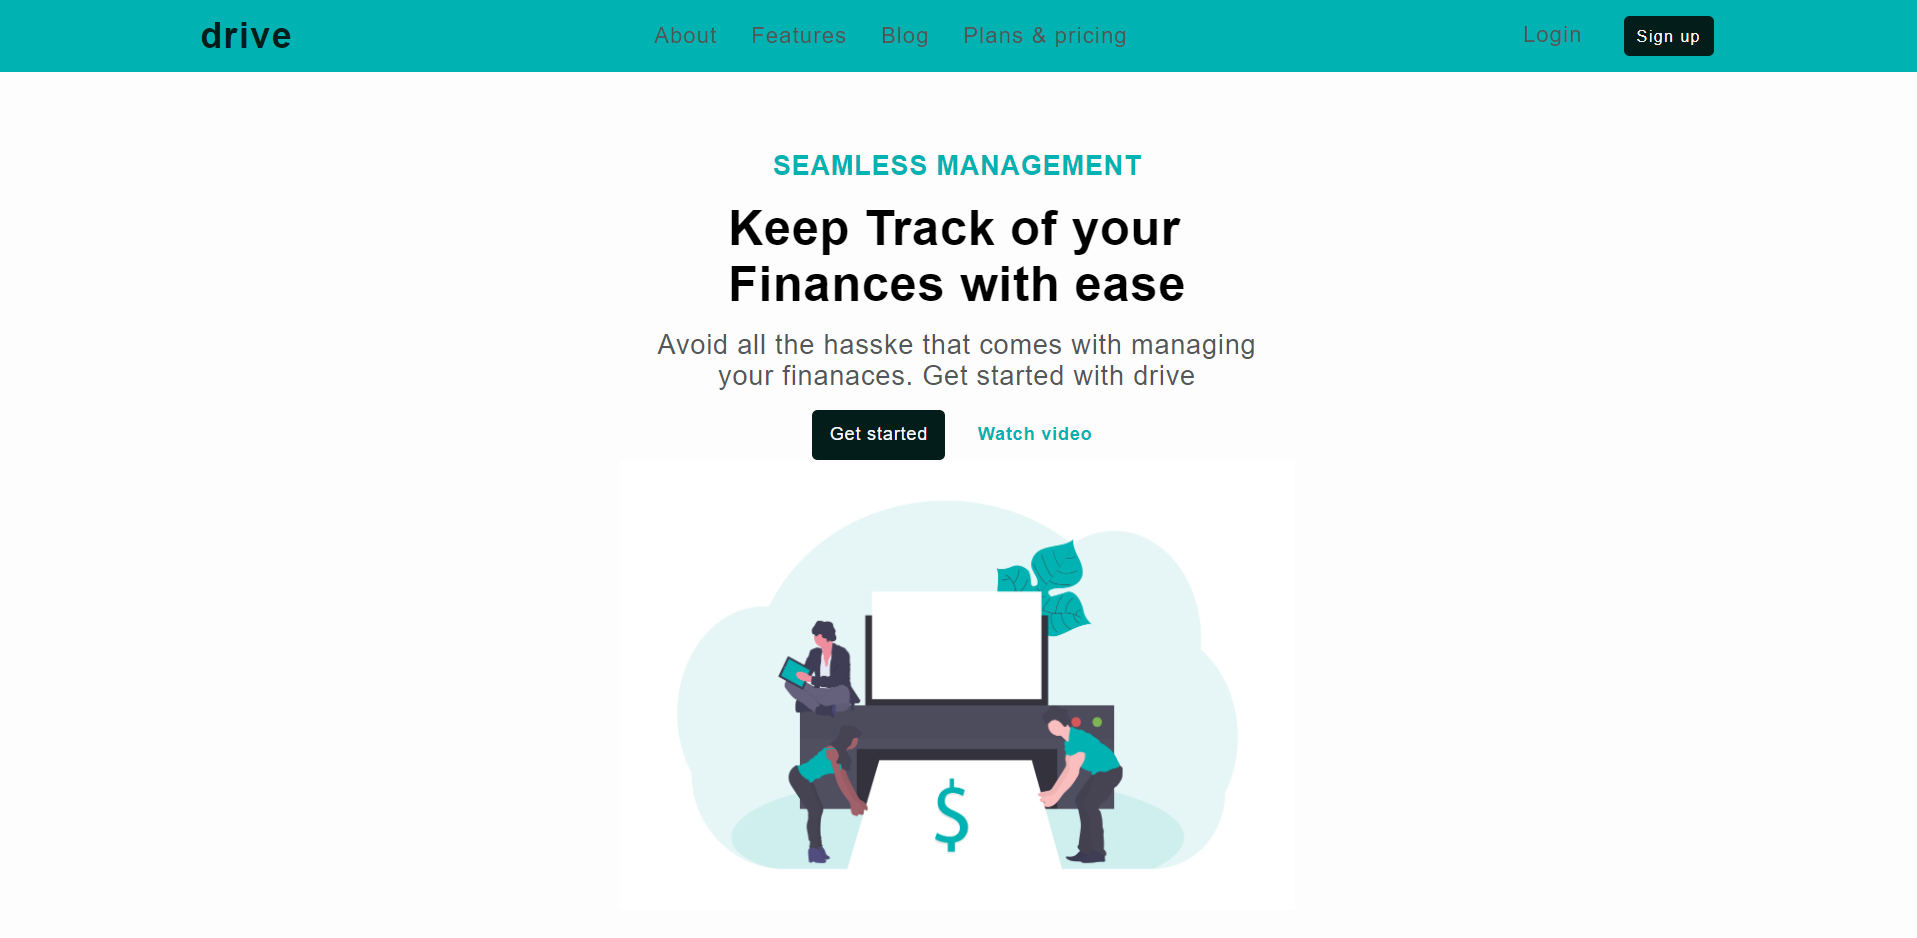 drive
About Features Blog Plans & pricing
Login
Sign up
SEAMLESS MANAGEMENT
Keep Track of your
Finances with ease
Avoid all the hasske that comes with managing
your finanaces. Get started with drive
Get started
Watch video
$